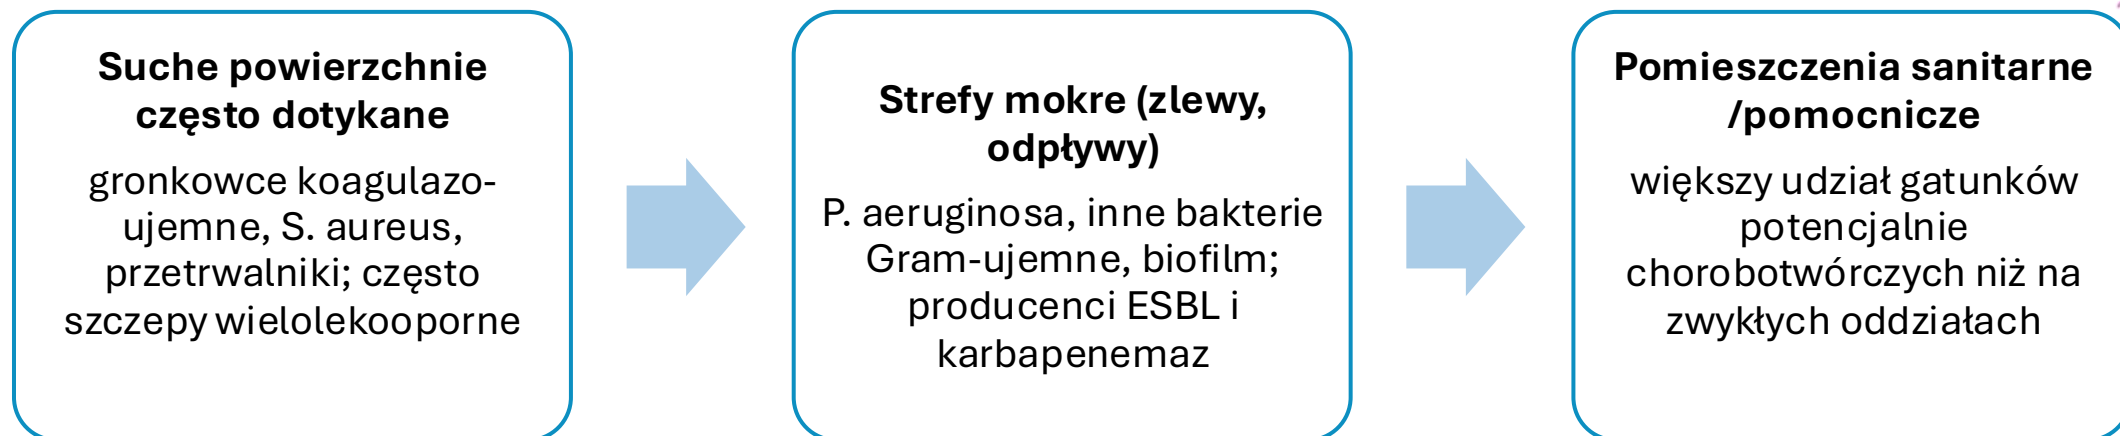 Suche powierzchnie
często dotykane
gronkowce koagulazo-
ujemne, S. aureus,
przetrwalniki; często
szczepy wielolekooporne
Strefy mokre (zlewy,
odpływy)
P. aeruginosa, inne bakterie
Gram-ujemne, biofilm;
producenci ESBL i
karbapenemaz
Pomieszczenia sanitarne
/pomocnicze
większy udział gatunków
potencjalnie
chorobotwórczych niż na
zwykłych oddziałach